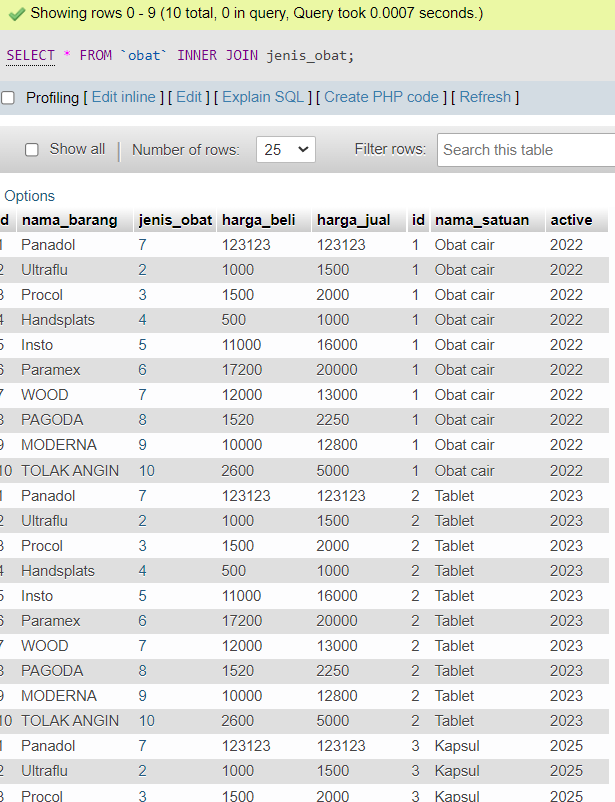 Showing rows 0 - 9 (10 total, 0 in query, Query took 0.0007 seconds.)
SELECT * FROM `obat` INNER JOIN jenis_obat;
Profiling [ Edit inline ] [ Edit ] [ Explain SQL ] [ Create PHP code ] [ Refresh ]
Show all | Number of rows: 25 Filter rows: Search this table
Options
d nama_barang jenis_obat harga_beli harga_jual id nama_satuan active
1 Panadol 7 123123 123123 1 Obat cair 2022
2 Ultraflu 2 1000 1500 1 Obat cair 2022
3 Procol 3 1500 2000 1 Obat cair 2022
4 Handsplats 4 500 1000 1 Obat cair 2022
5 Insto 5 11000 16000 1 Obat cair 2022
6 Paramex 6 17200 20000 1 Obat cair 2022
7 WOOD 7 12000 13000 1 Obat cair 2022
8 PAGODA 8 1520 2250 1 Obat cair 2022
9 MODERNA 9 10000 12800 1 Obat cair 2022
10 TOLAK ANGIN 10 2600 5000 1 Obat cair 2022
1 Panadol 7 123123 123123 2 Tablet 2023
2 Ultraflu 2 1000 1500 2 Tablet 2023
3 Procol 3 1500 2000 2 Tablet 2023
4 Handsplats 4 500 1000 2 Tablet 2023
5 Insto 5 11000 16000 2 Tablet 2023
6 Paramex 6 17200 20000 2 Tablet 2023
7 WOOD 7 12000 13000 2 Tablet 2023
8 PAGODA 8 1520 2250 2 Tablet 2023
9 MODERNA 9 10000 12800 2 Tablet 2023
10 TOLAK ANGIN 10 2600 5000 2 Tablet 2023
1 Panadol 7 123123 123123 3 Kapsul 2025
2 Ultraflu 2 1000 1500 3 Kapsul 2025
3 Procol 3 1500 2000 3 Kapsul 2025